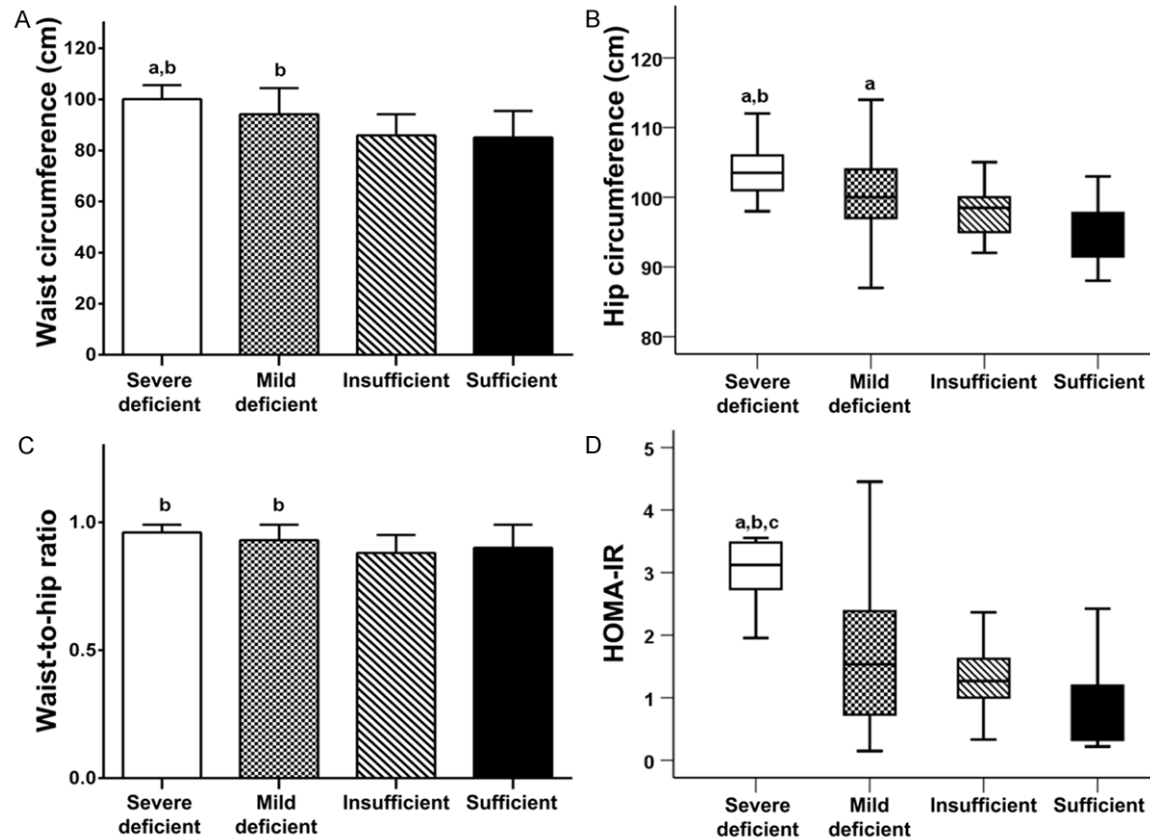 A
Waist circumference (cm)
120
100
80
60
40
20
0
a,b
b
Severe
deficient
Mild
deficient
Insufficient
Sufficient
B
Hip circumference (cm)
120
110
100
90
80
a,b
a
Severe
deficient
Mild
deficient
Insufficient
Sufficient
C
Waist-to-hip ratio
1.0
0.5
0.0
b
b
Severe
deficient
Mild
deficient
Insufficient
Sufficient
D
HOMA-IR
5
4
3
2
1
0
a,b,c
Severe
deficient
Mild
deficient
Insufficient
Sufficient